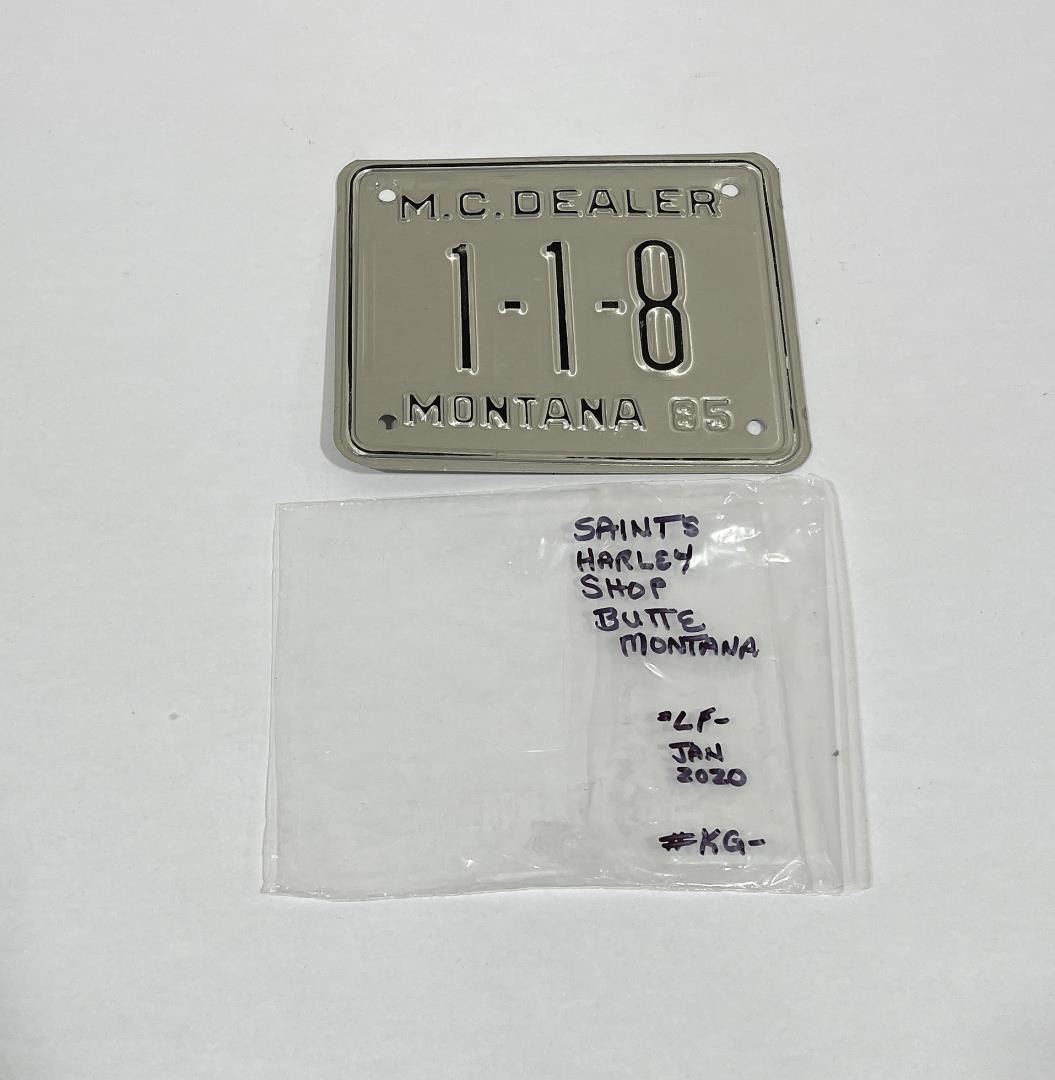 M.C. DEALER
1-1-8
MONTANA 85
SAINTS
HARLEY
SHOP
BUTTE
MONTANA
-LF-
JAN
2020
#KG-